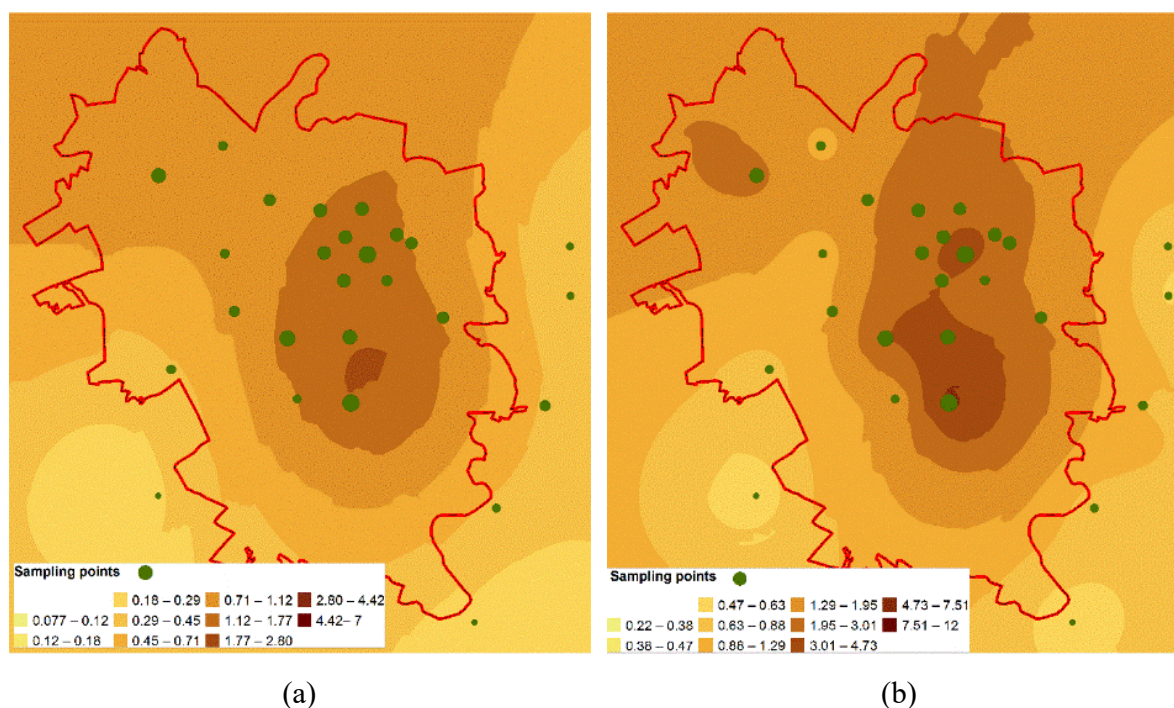 Sampling points
0.18 – 0.29 0.71 – 1.12 2.80 – 4.42
0.077 – 0.12 0.29 – 0.45 1.12 – 1.77 4.42 – 7
0.12 – 0.18 0.45 – 0.71 1.77 – 2.80
Sampling points
0.47 – 0.63 1.29 – 1.95 4.73 – 7.51
0.22 – 0.38 0.63 – 0.88 1.95 – 3.01 7.51 – 12
0.38 – 0.47 0.88 – 1.29 3.01 – 4.73
(a)
(b)